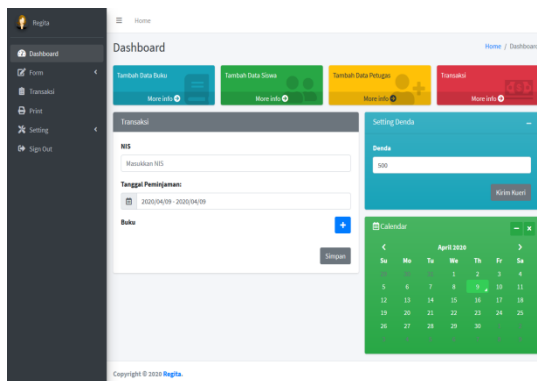 Regita
Home
Dashboard
Form
Transaksi
Print
Setting
Sign Out
Dashboard
Home / Dashboard
Tambah Data Buku
More info
Tambah Data Siswa
More info
Tambah Data Petugas
More info
Transaksi
More info
Transaksi
NIS
Masukkan NIS
Tanggal Peminjaman:
2020/04/09 - 2020/04/09
Buku
Simpan
Setting Denda
Denda
500
Kirim Kueri
Calendar
April 2020
Su Mo Tu We Th Fr Sa
1 2 3 4
5 6 7 8 9 10 11
12 13 14 15 16 17 18
19 20 21 22 23 24 25
26 27 28 29 30
Copyright © 2020 Regita.